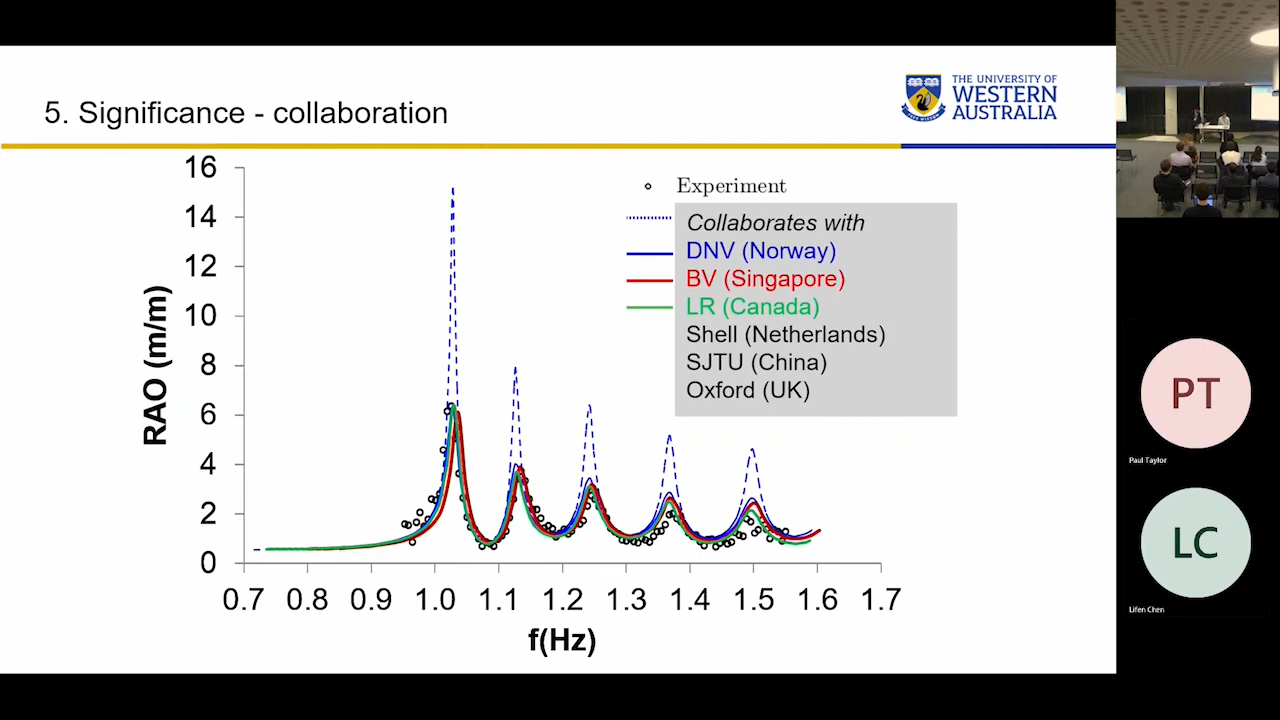 5. Significance - collaboration
THE UNIVERSITY OF
WESTERN
AUSTRALIA
16
14
12
10
8
6
4
2
0
RAO (m/m)
Experiment
Collaborates with
DNV (Norway)
BV (Singapore)
LR (Canada)
Shell (Netherlands)
SJTU (China)
Oxford (UK)
0.7 0.8 0.9 1.0 1.1 1.2 1.3 1.4 1.5 1.6 1.7
f(Hz)
PT
Paul Taylor
LC
Lifen Chen